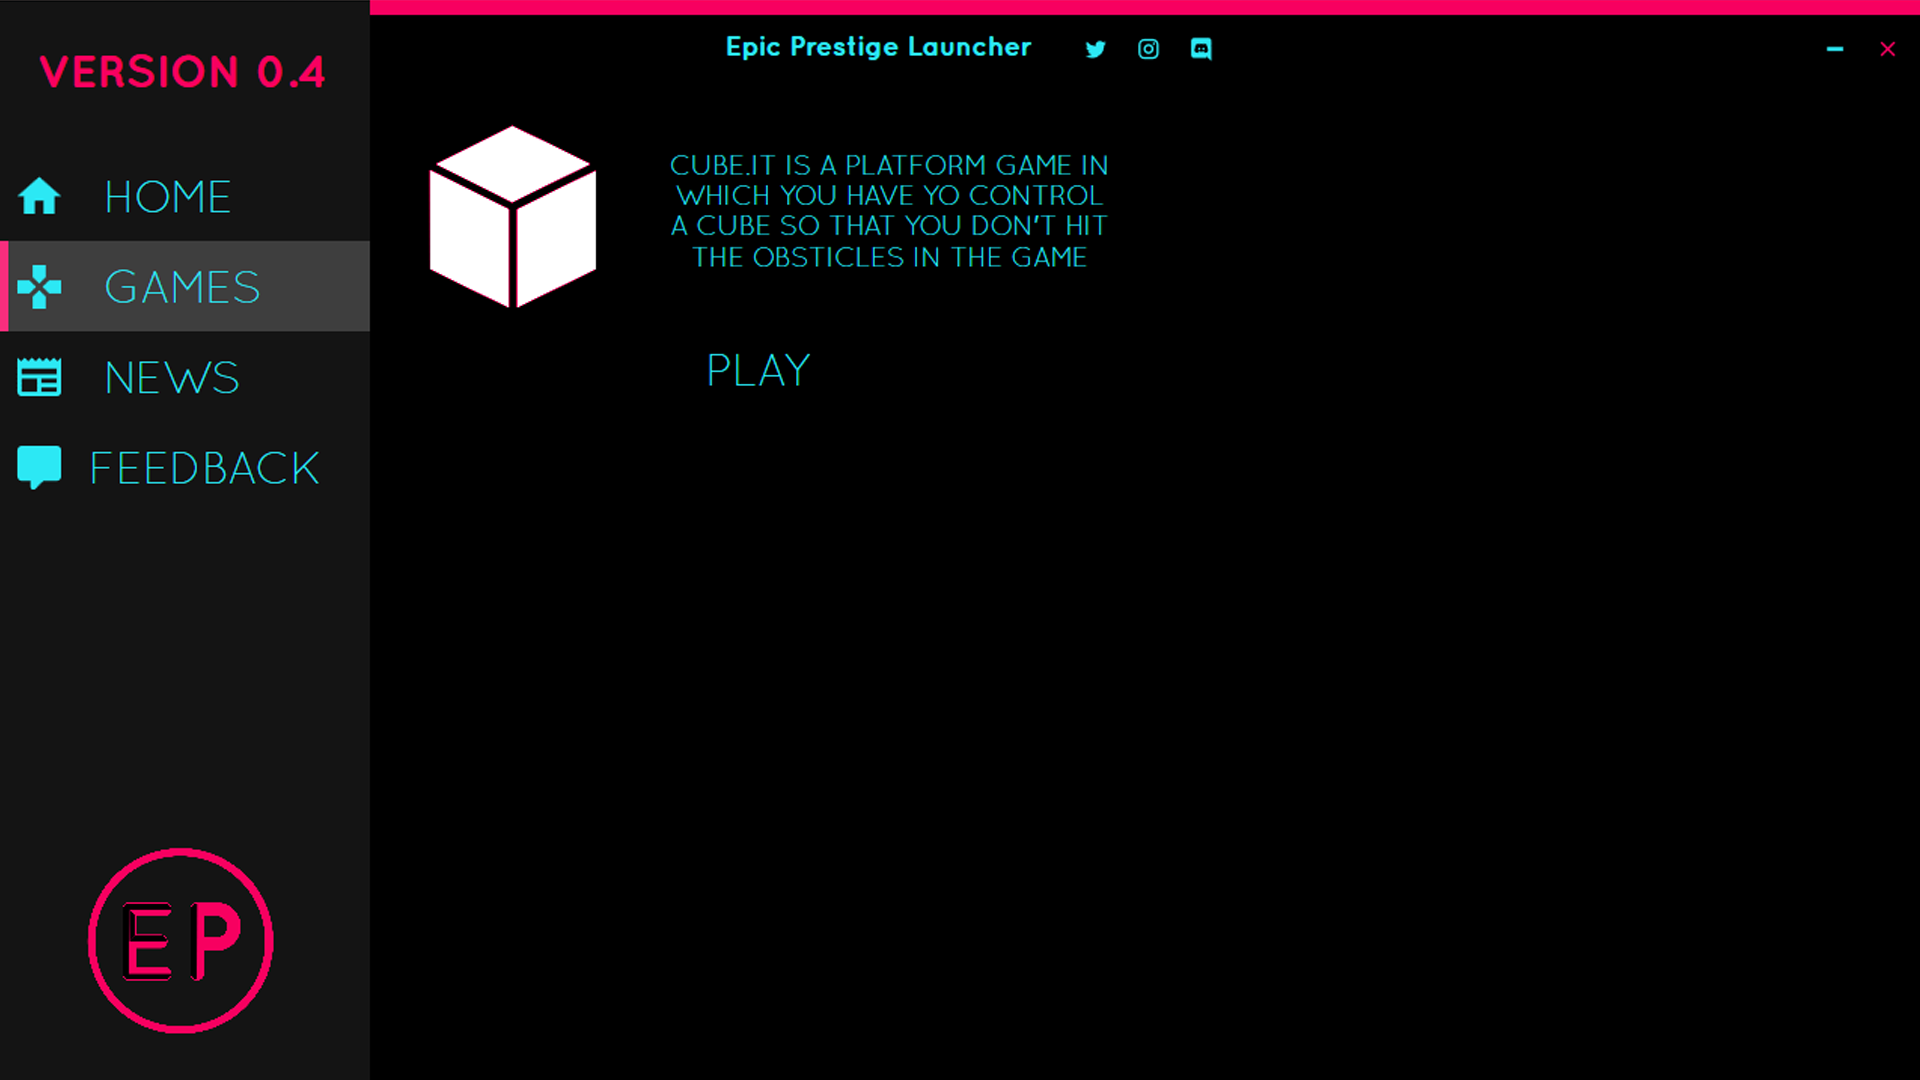 VERSION 0.4
HOME
GAMES
NEWS
FEEDBACK
EP
Epic Prestige Launcher
CUBE.IT IS A PLATFORM GAME IN
WHICH YOU HAVE YO CONTROL
A CUBE SO THAT YOU DON'T HIT
THE OBSTICLES IN THE GAME
PLAY